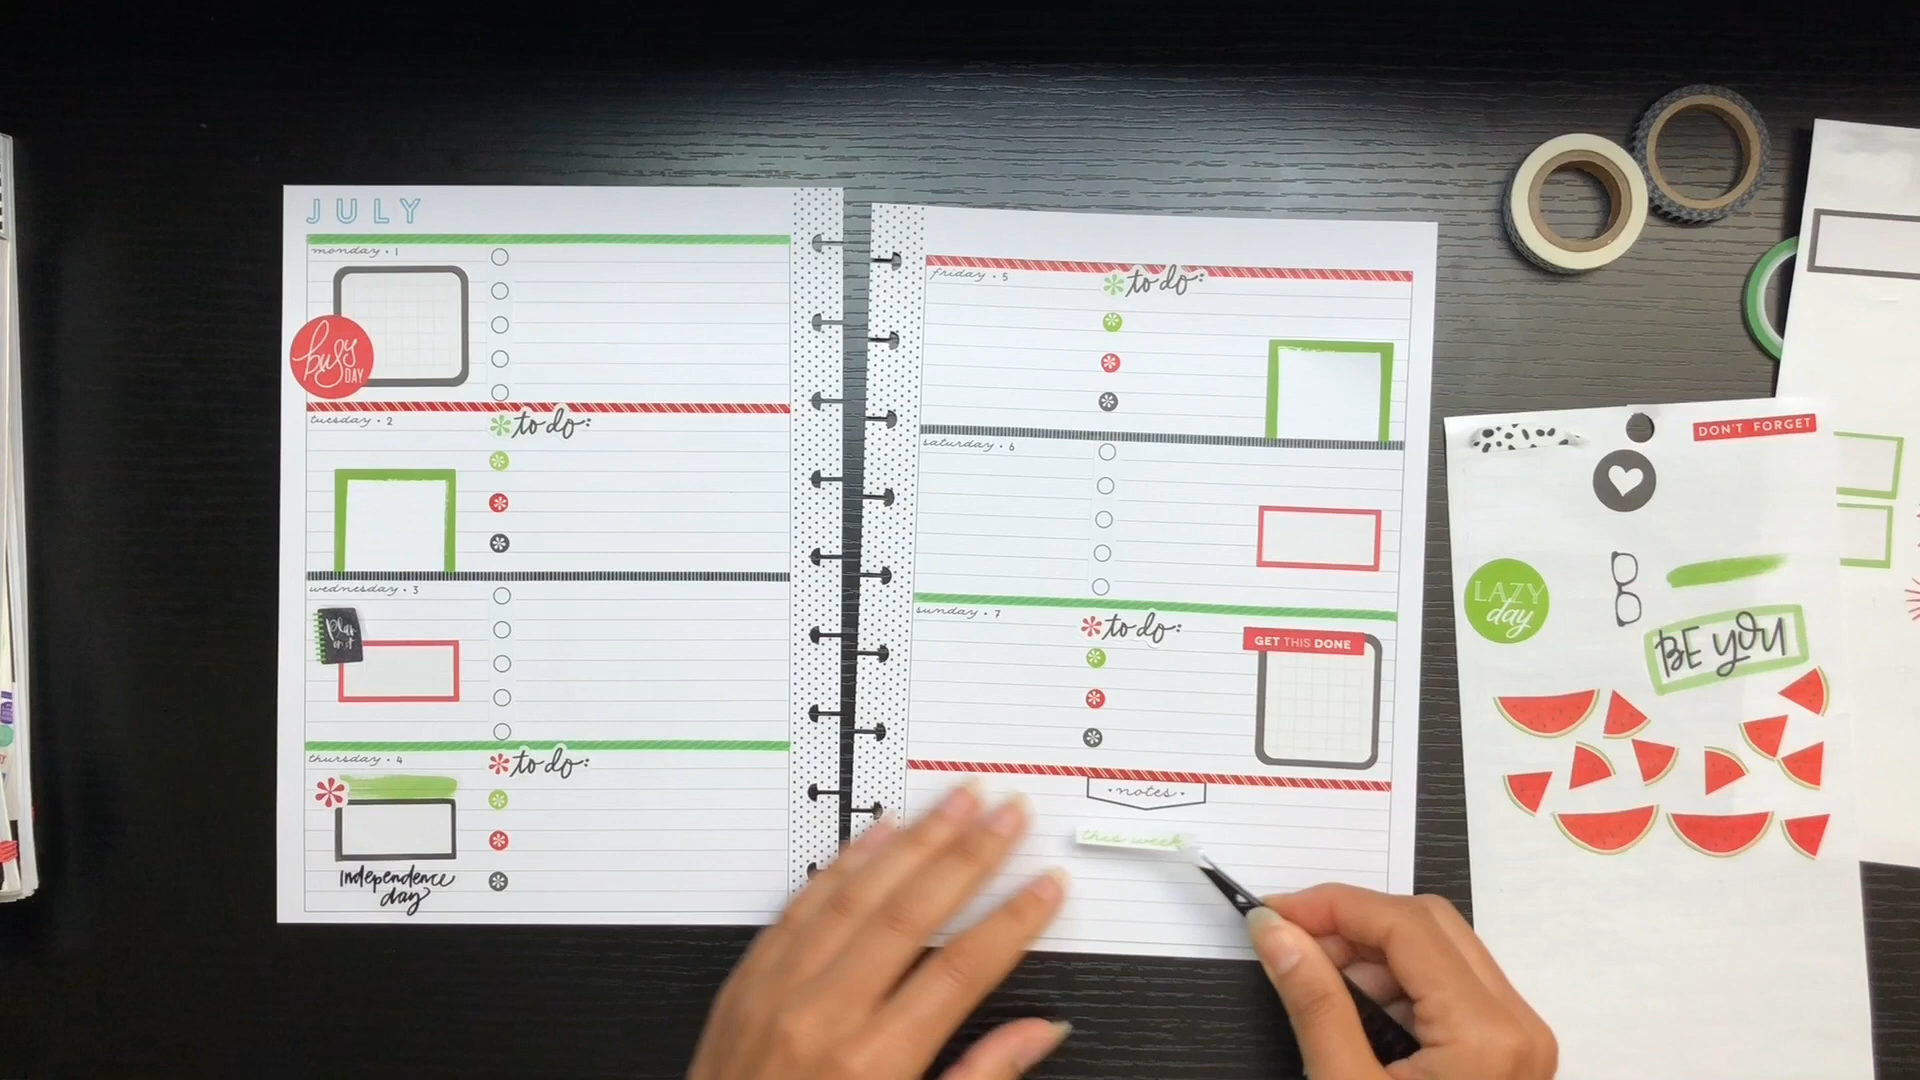 JULY
monday • 1
busy
DAY
tuesday • 2
to do:
wednesday • 3
plan
thursday • 4
to do:
independence
day
friday • 5
to do:
saturday • 6
sunday • 7
to do:
GET THIS DONE
• notes •
this week
DON'T FORGET
LAZY
day
BE YOU